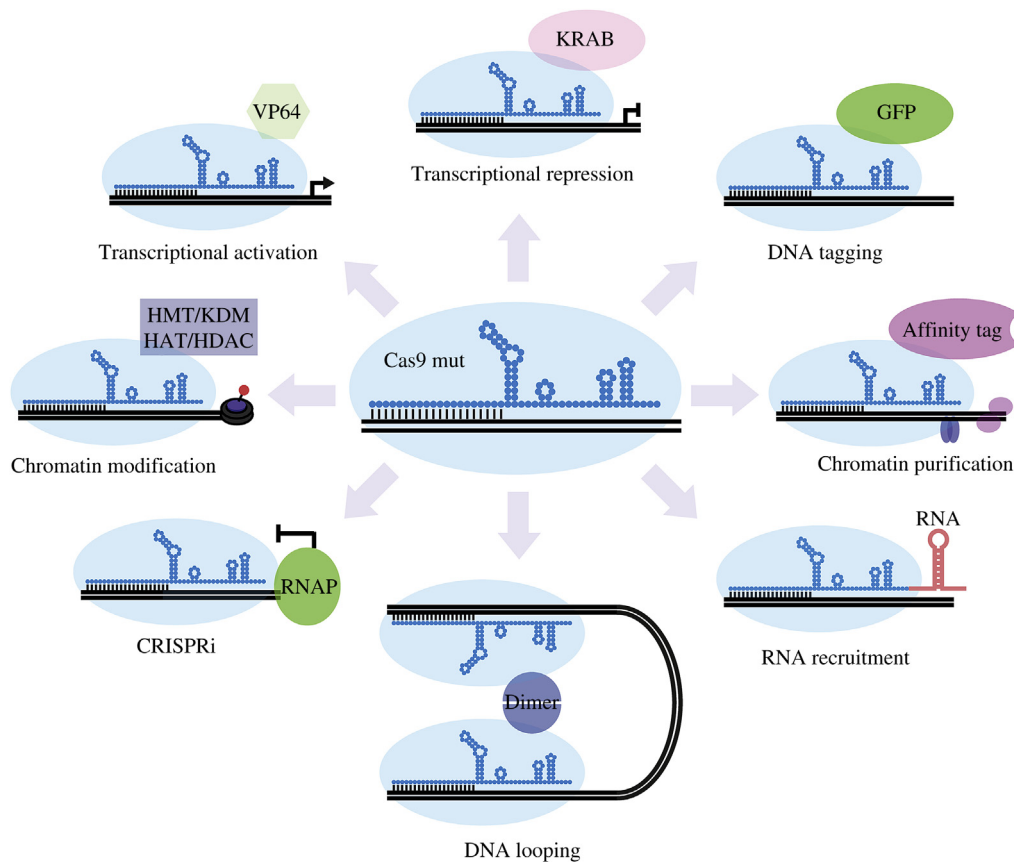 KRAB
VP64
GFP
Transcriptional repression
Transcriptional activation
DNA tagging
HMT/KDM
HAT/HDAC
Affinity tag
Cas9 mut
Chromatin modification
Chromatin purification
RNA
RNAP
CRISPRi
RNA recruitment
Dimer
DNA looping